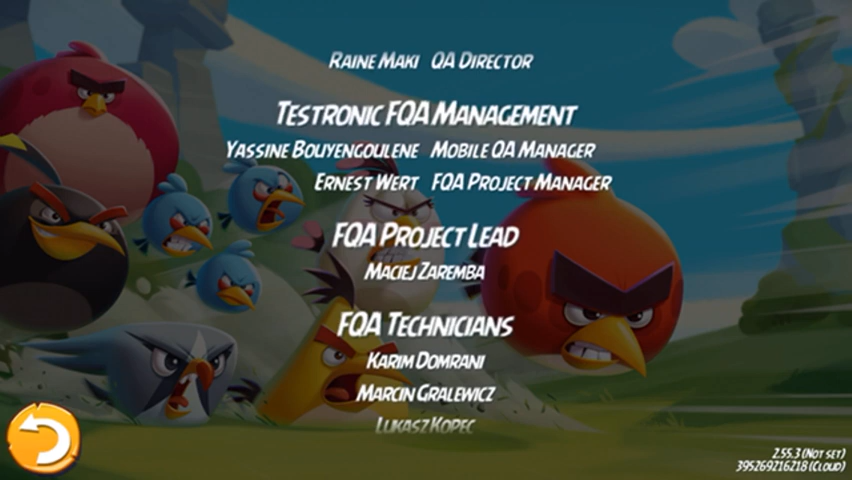 Raine Maki QA Director
Testronic FQA Management
Yassine Bouyengoulene Mobile QA Manager
Ernest Wert FQA Project Manager
FQA Project Lead
Maciej Zaremba
FQA Technicians
Karim Domrani
Marcin Gralewicz
Lukasz Kopec
2.55.3 (Not set)
395269216218 (Cloud)